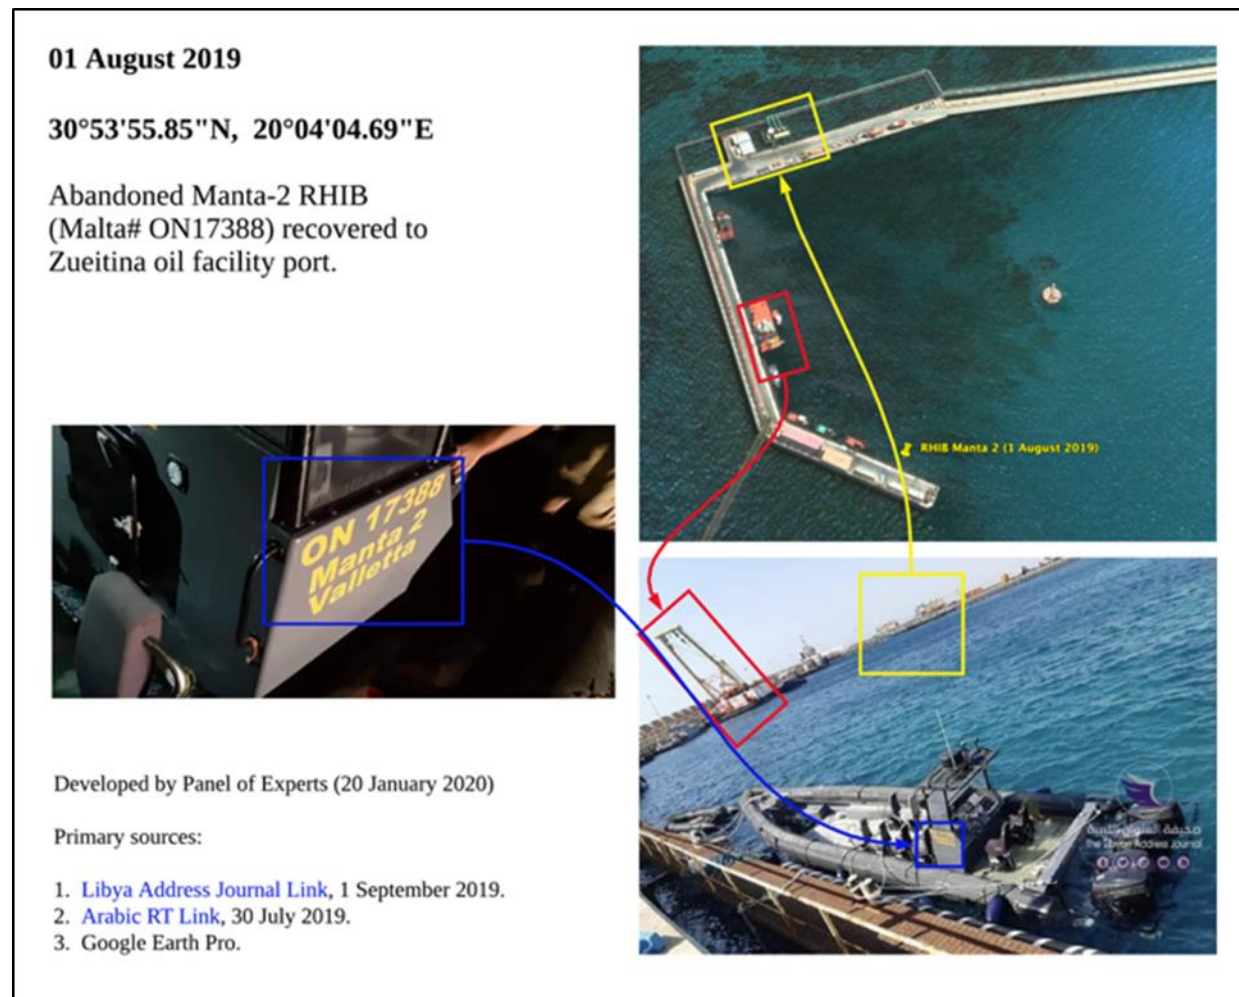 01 August 2019
30°53'55.85"N, 20°04'04.69"E
Abandoned Manta-2 RHIB
(Malta# ON17388) recovered to
Zueitina oil facility port.
RHIB Manta 2 (1 August 2019)
ON 17388
Manta 2
Valletta
صحيفة العنوان الليبية
The Libyan Address Journal
Developed by Panel of Experts (20 January 2020)
Primary sources:
1. Libya Address Journal Link, 1 September 2019.
2. Arabic RT Link, 30 July 2019.
3. Google Earth Pro.